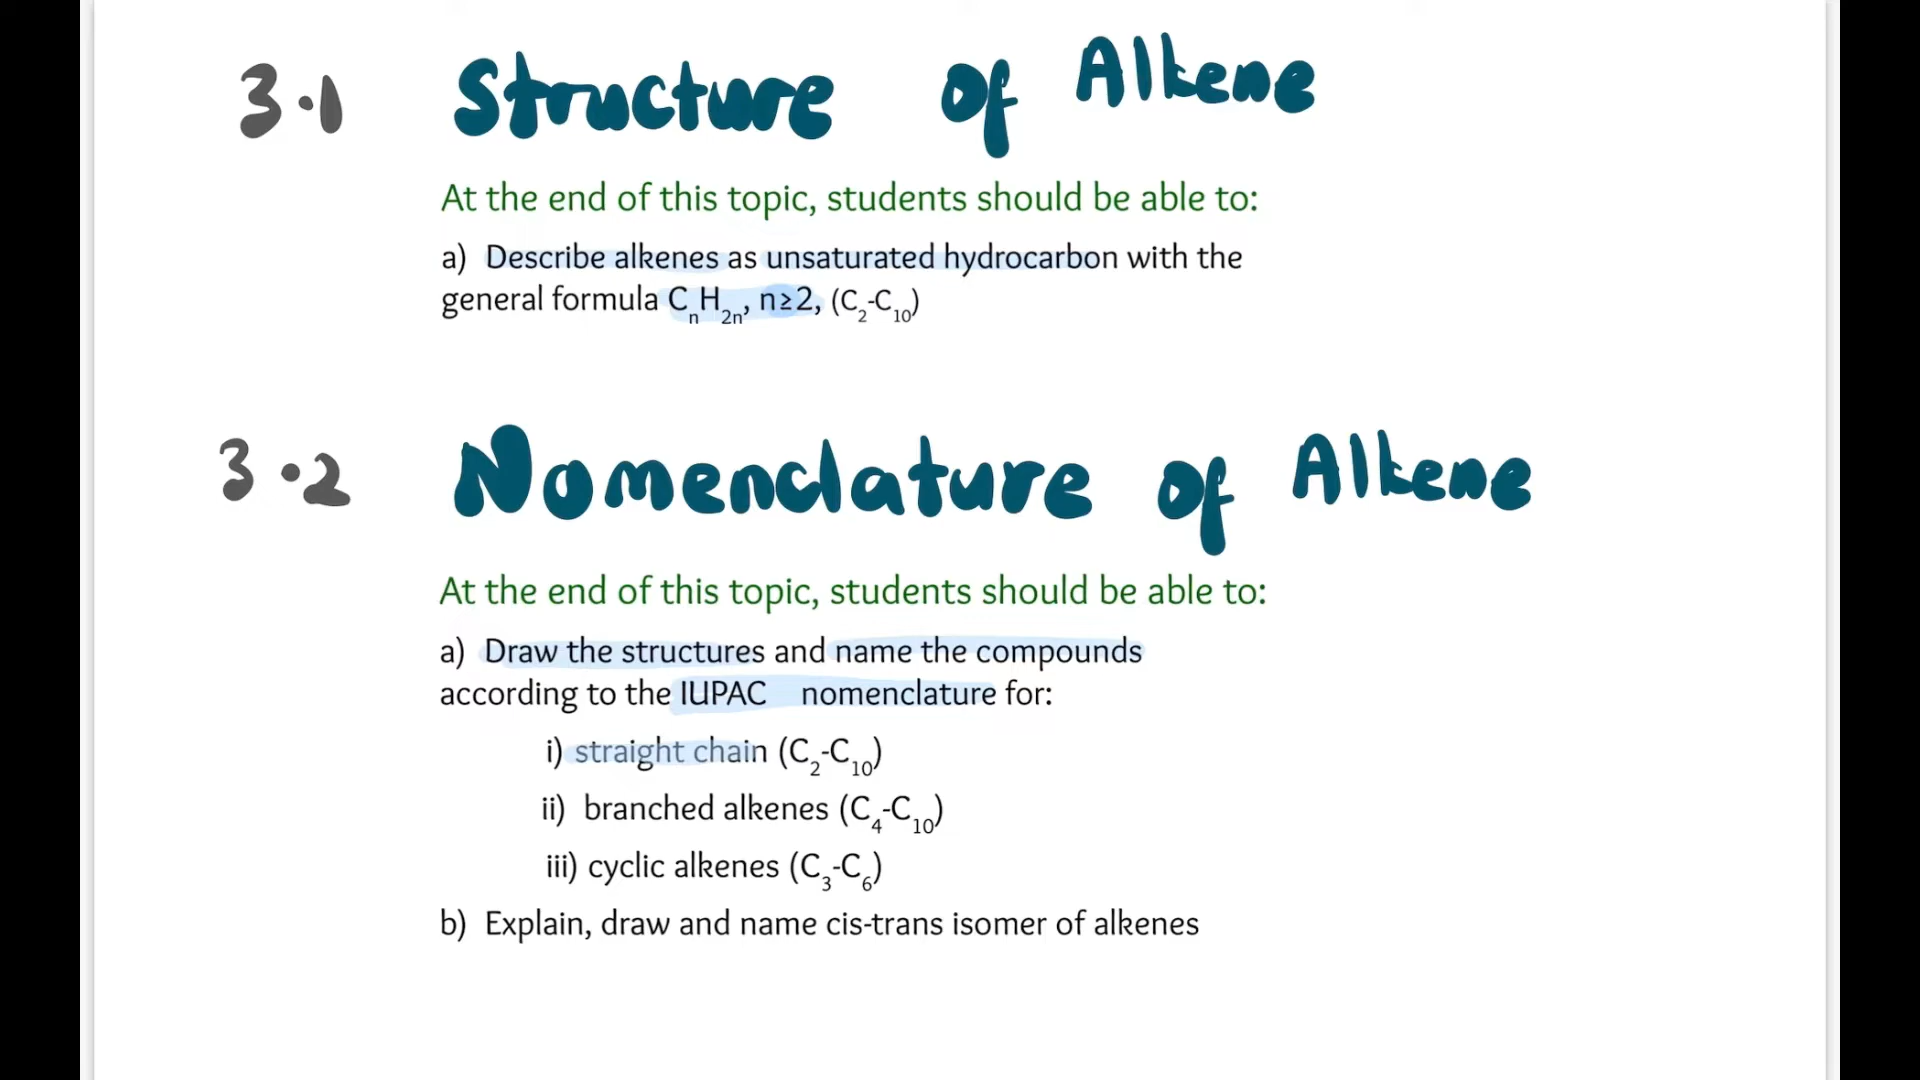 3.1 Structure of Alkene
At the end of this topic, students should be able to:
a) Describe alkenes as unsaturated hydrocarbon with the
general formula CnH2n, n≥2, (C2-C10)
3.2 Nomenclature of Alkene
At the end of this topic, students should be able to:
a) Draw the structures and name the compounds
according to the IUPAC nomenclature for:
i) straight chain (C2-C10)
ii) branched alkenes (C4-C10)
iii) cyclic alkenes (C3-C6)
b) Explain, draw and name cis-trans isomer of alkenes